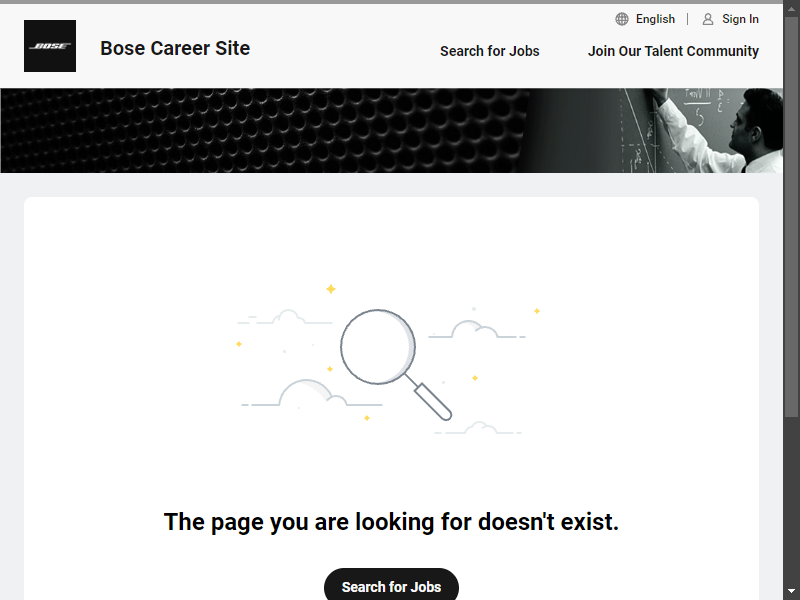 English
Sign In
BOSE
Bose Career Site
Search for Jobs
Join Our Talent Community
The page you are looking for doesn't exist.
Search for Jobs